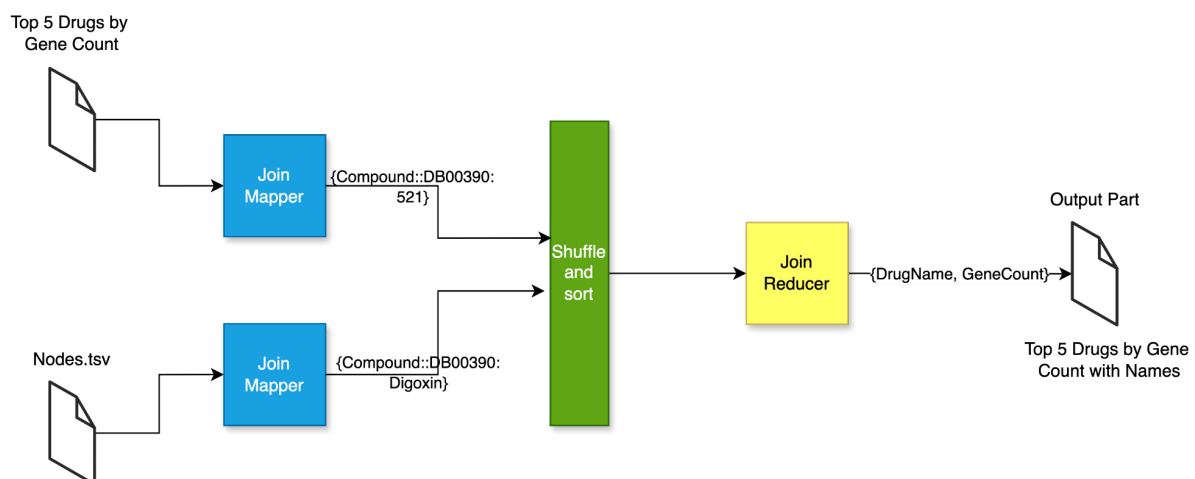 Top 5 Drugs by
Gene Count
Join
Mapper
{Compound::DB00390:
521}
Nodes.tsv
Join
Mapper
{Compound::DB00390:
Digoxin}
Shuffle
and
sort
Join
Reducer
{DrugName, GeneCount}
Output Part
Top 5 Drugs by Gene
Count with Names